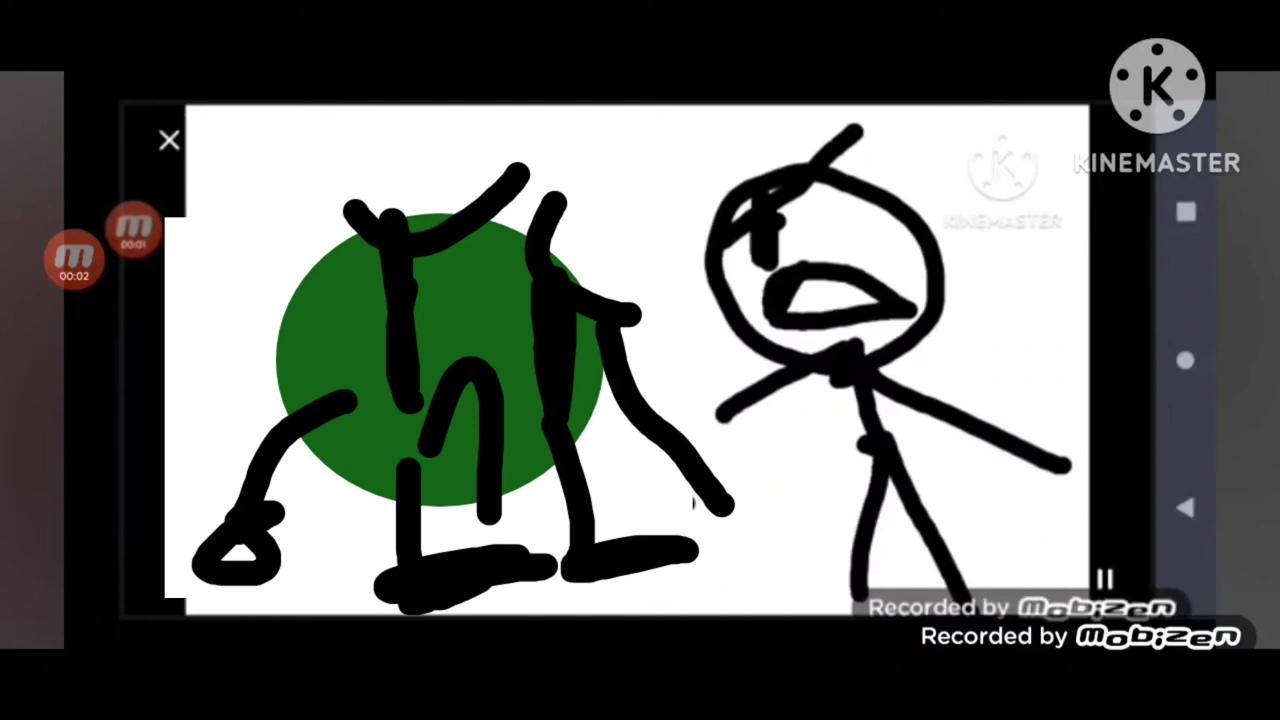 K
KINEMASTER
K
KINEMASTER
m
00:01
m
00:02
Recorded by mobizen
Recorded by mobizen